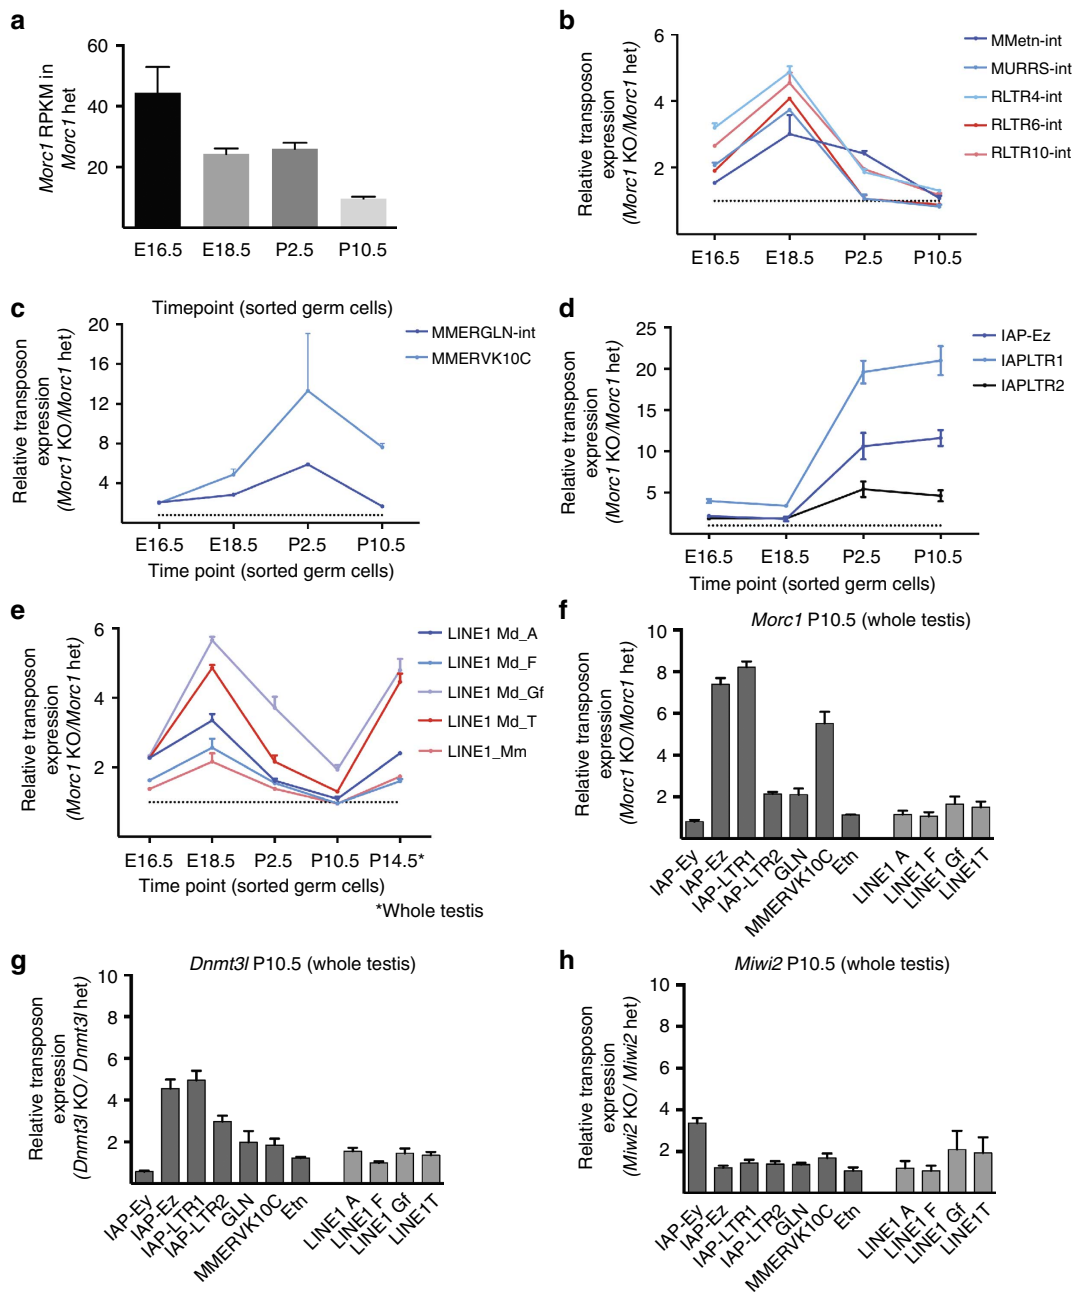 a
Morc1 RPKM in
Morc1 het
60
40
20
E16.5 E18.5 P2.5 P10.5
Timepoint (sorted germ cells)
b
Relative transposon
expression
(Morc1 KO/Morc1 het)
6
4
2
E16.5 E18.5 P2.5 P10.5
MMetn-int
MURRS-int
RLTR4-int
RLTR6-int
RLTR10-int
c
Relative transposon
expression
(Morc1 KO/Morc1 het)
20
16
12
8
4
E16.5 E18.5 P2.5 P10.5
Time point (sorted germ cells)
MMERGLN-int
MMERVK10C
d
Relative transposon
expression
(Morc1 KO/Morc1 het)
25
20
15
10
5
E16.5 E18.5 P2.5 P10.5
Time point (sorted germ cells)
IAP-Ez
IAPLTR1
IAPLTR2
e
Relative transposon
expression
(Morc1 KO/Morc1 het)
6
4
2
E16.5 E18.5 P2.5 P10.5 P14.5*
Time point (sorted germ cells)
*Whole testis
LINE1 Md_A
LINE1 Md_F
LINE1 Md_Gf
LINE1 Md_T
LINE1_Mm
f
Morc1 P10.5 (whole testis)
Relative transposon
expression
(Morc1 KO/Morc1 het)
10
8
6
4
2
IAP-Ey
IAP-Ez
IAP-LTR1
IAP-LTR2
GLN
MMERVK10C
Etn
LINE1 A
LINE1 F
LINE1 Gf
LINE1T
g
Dnmt3l P10.5 (whole testis)
Relative transposon
expression
(Dnmt3l KO/ Dnmt3l het)
10
8
6
4
2
IAP-Ey
IAP-Ez
IAP-LTR1
IAP-LTR2
GLN
MMERVK10C
Etn
LINE1 A
LINE1 F
LINE1 Gf
LINE1T
h
Miwi2 P10.5 (whole testis)
Relative transposon
expression
(Miwi2 KO/ Miwi2 het)
10
8
6
4
2
IAP-Ey
IAP-Ez
IAP-LTR1
IAP-LTR2
GLN
MMERVK10C
Etn
LINE1 A
LINE1 F
LINE1 Gf
LINE1T